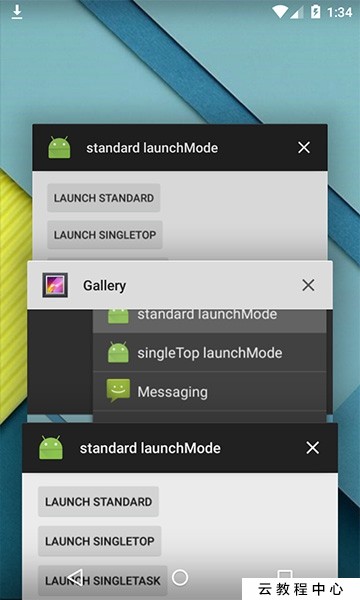 1:34
standard launchMode
LAUNCH STANDARD
LAUNCH SINGLETOP
Gallery
standard launchMode
singleTop launchMode
Messaging
standard launchMode
LAUNCH STANDARD
LAUNCH SINGLETOP
LAUNCH SINGLETASK
云教程中心